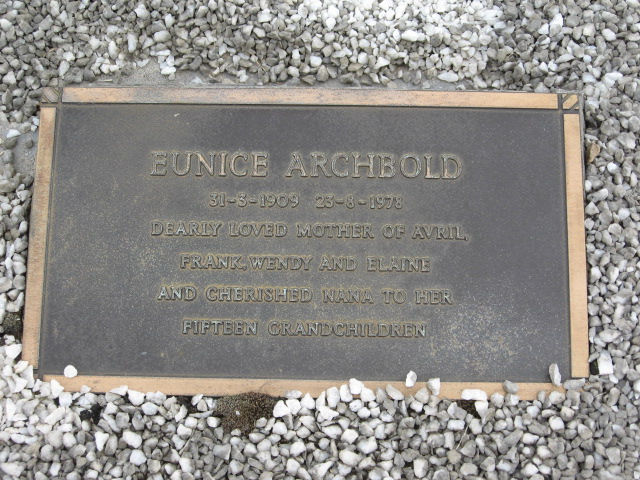 EUNICE ARCHBOLD
31-3-1909 23-8-1978
DEARLY LOVED MOTHER OF AVRIL,
FRANK, WENDY AND ELAINE
AND CHERISHED NANA TO HER
FIFTEEN GRANDCHILDREN